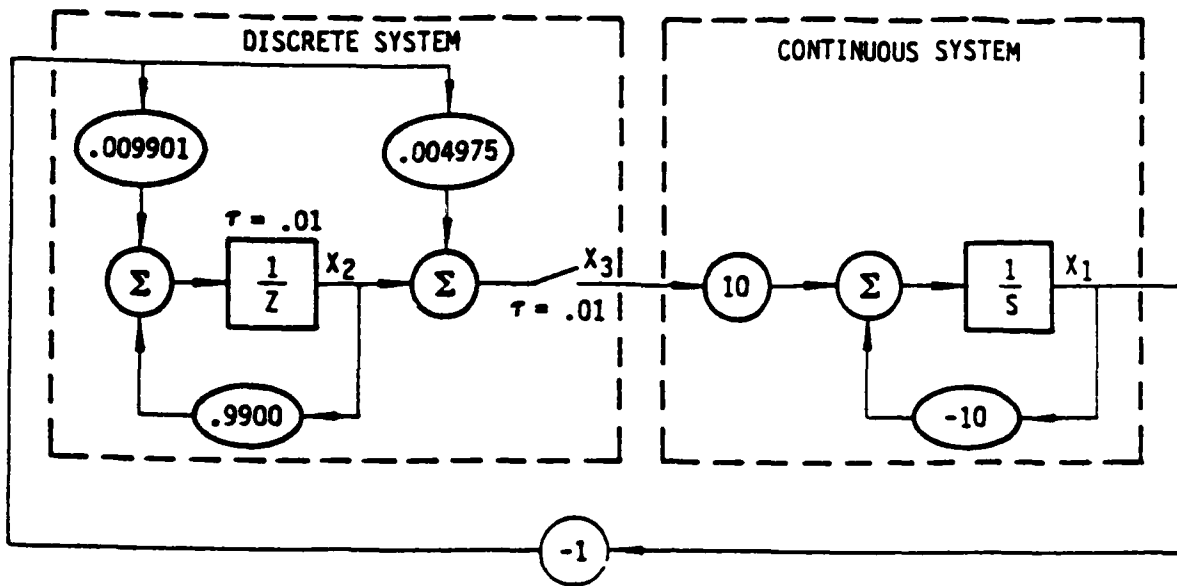 DISCRETE SYSTEM
CONTINUOUS SYSTEM
.009901
.004975
τ = .01
Σ
1
Z
X2
Σ
X3
τ = .01
10
Σ
1
S
X1
.9900
-10
-1